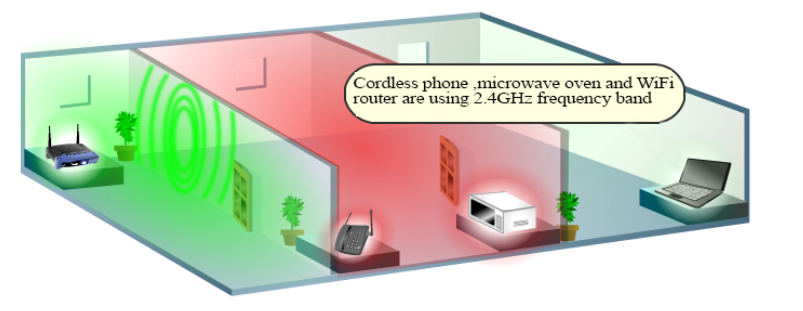 Cordless phone ,microwave oven and WiFi
router are using 2.4GHz frequency band